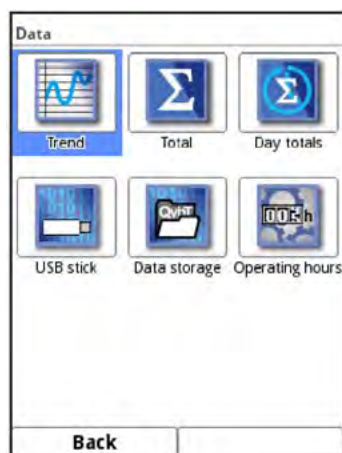 Data
Trend
Total
Day totals
USB stick
Data storage
Operating hours
Back